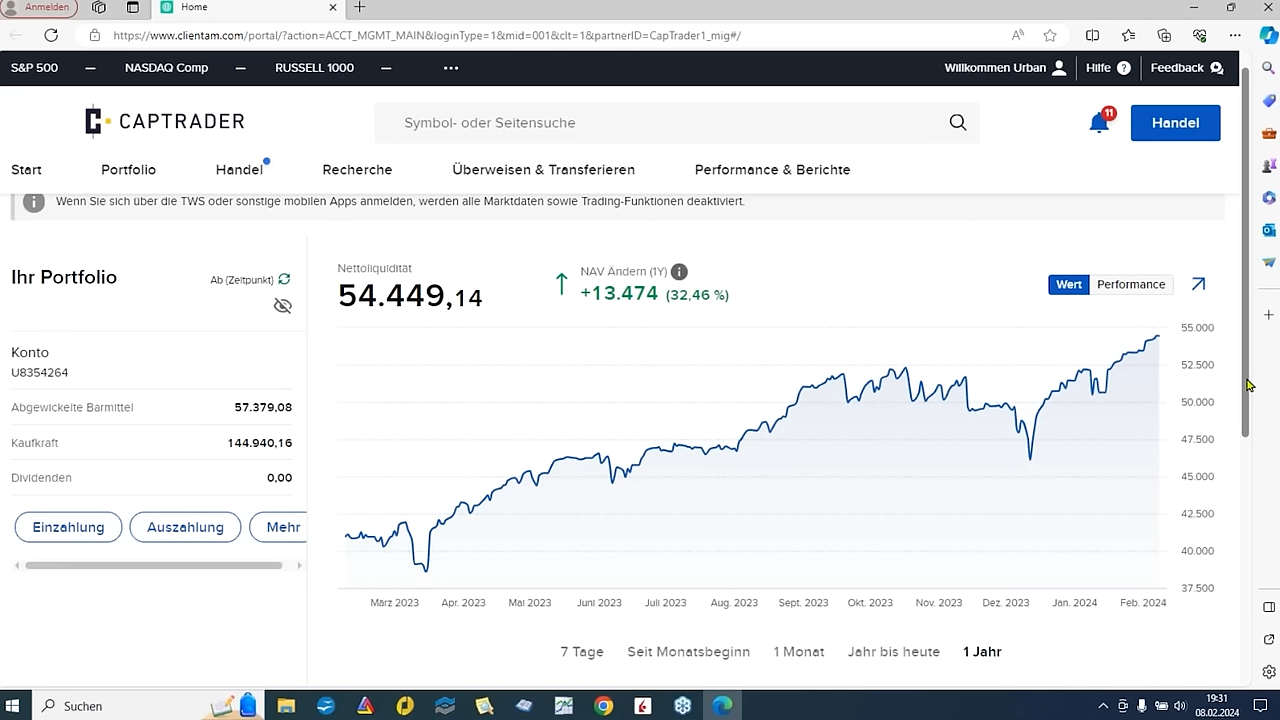 Anmelden
Home
https://www.clientam.com/portal/?action=ACCT_MGMT_MAIN&loginType=1&mid=001&clt=1&partnerID=CapTrader1_mig#/
S&P 500 — NASDAQ Comp — RUSSELL 1000 — ••• Willkommen Urban Hilfe ? Feedback
CAPTRADER
Symbol- oder Seitensuche
11
Handel
Start Portfolio Handel Recherche Überweisen & Transferieren Performance & Berichte
Wenn Sie sich über die TWS oder sonstige mobilen Apps anmelden, werden alle Marktdaten sowie Trading-Funktionen deaktiviert.
Ihr Portfolio
Ab (Zeitpunkt)
Konto
U8354264
Abgewickelte Barmittel 57.379,08
Kaufkraft 144.940,16
Dividenden 0,00
Einzahlung Auszahlung Mehr
Nettoliquidität
54.449,14
NAV Ändern (1Y)
+13.474 (32,46 %)
Wert Performance
55.000
52.500
50.000
47.500
45.000
42.500
40.000
37.500
März 2023 Apr. 2023 Mai 2023 Juni 2023 Juli 2023 Aug. 2023 Sept. 2023 Okt. 2023 Nov. 2023 Dez. 2023 Jan. 2024 Feb. 2024
7 Tage Seit Monatsbeginn 1 Monat Jahr bis heute 1 Jahr
Suchen
19:31
08.02.2024